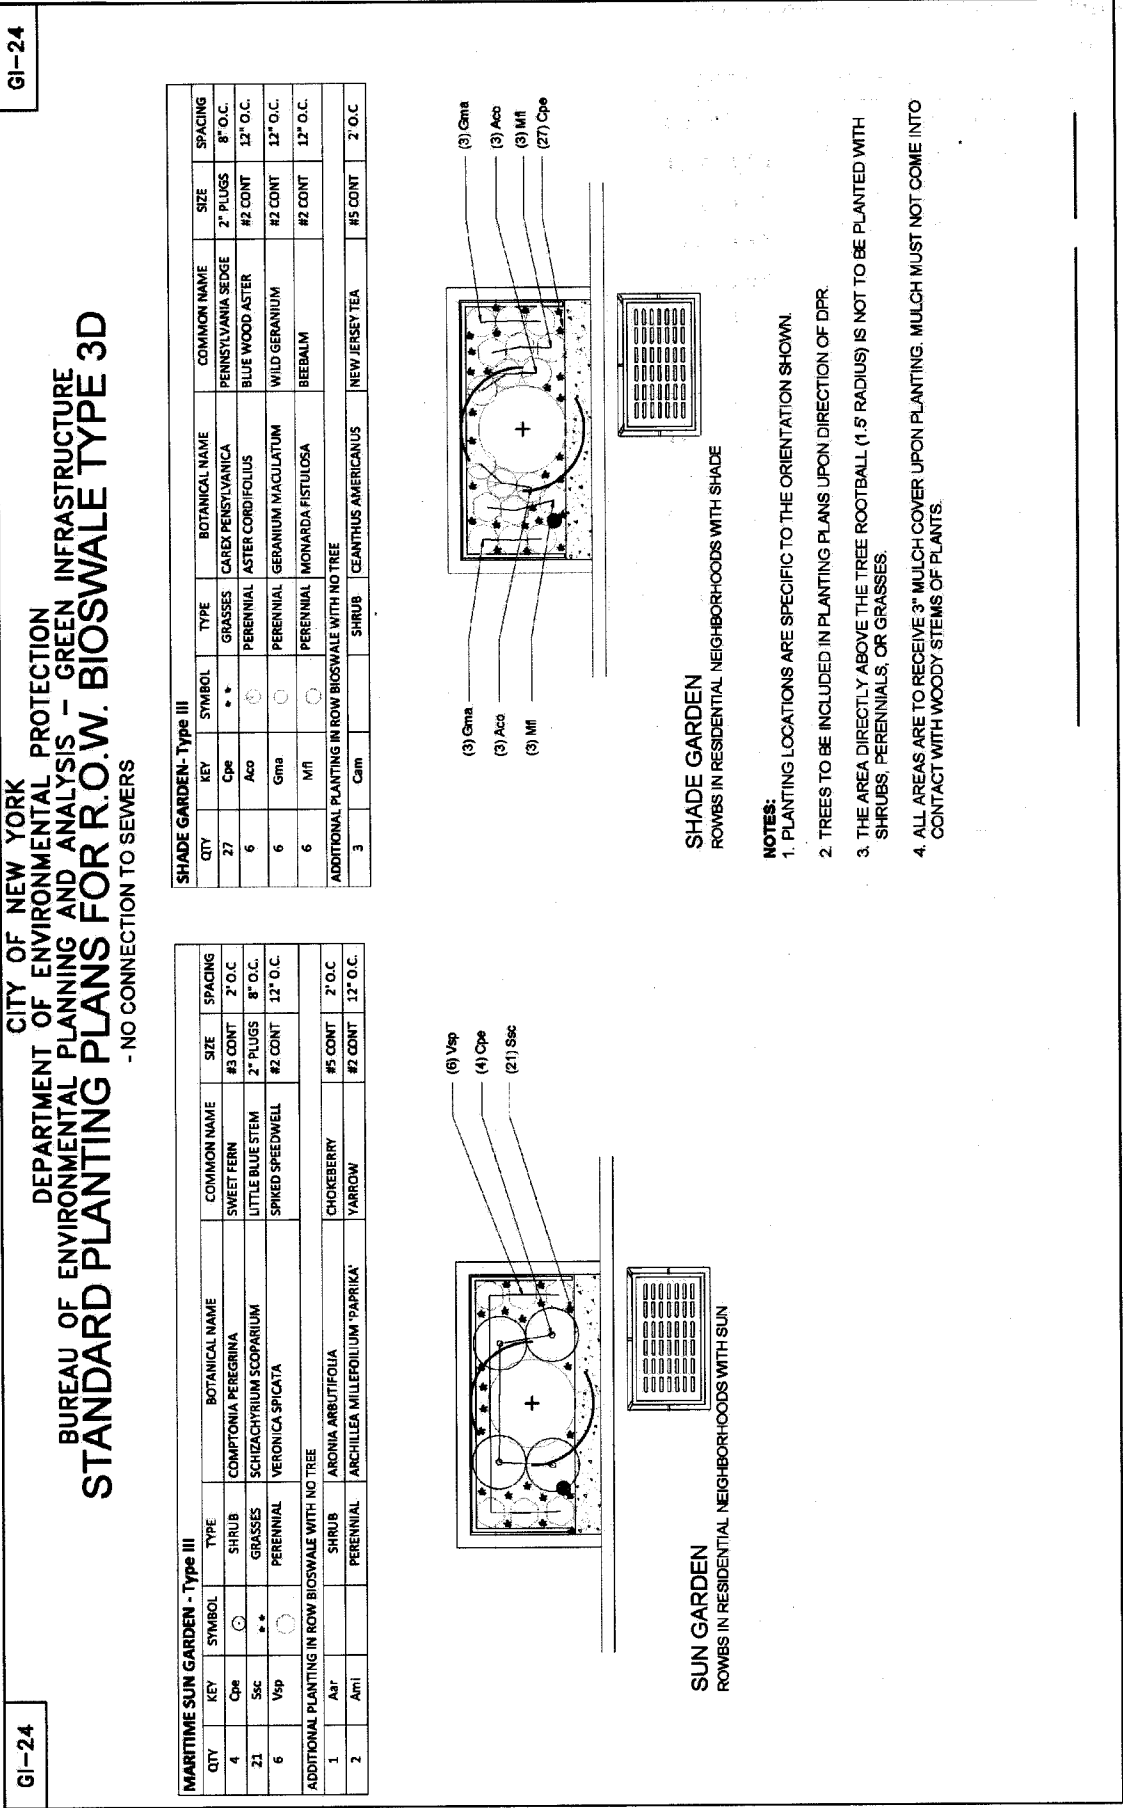 GI-24
GI-24
CITY OF NEW YORK
DEPARTMENT OF ENVIRONMENTAL PROTECTION
BUREAU OF ENVIRONMENTAL PLANNING AND ANALYSIS - GREEN INFRASTRUCTURE
STANDARD PLANTING PLANS FOR R.O.W. BIOSWALE TYPE 3D
- NO CONNECTION TO SEWERS
MARITIME SUN GARDEN - Type III
QTY KEY SYMBOL TYPE BOTANICAL NAME COMMON NAME SIZE SPACING
4 Cpe SHRUB COMPTONIA PEREGRINA SWEET FERN #3 CONT 2' O.C
21 Ssc ** GRASSES SCHIZACHYRIUM SCOPARIUM LITTLE BLUE STEM 2" PLUGS 8" O.C.
6 Vsp PERENNIAL VERONICA SPICATA SPIKED SPEEDWELL #2 CONT 12" O.C.
ADDITIONAL PLANTING IN ROW BIOSWALE WITH NO TREE
1 Aar SHRUB ARONIA ARBUTIFOLIA CHOKEBERRY #5 CONT 2' O.C
2 Ami PERENNIAL ARCHILLEA MILLEFOILIUM 'PAPRIKA' YARROW #2 CONT 12" O.C.
SHADE GARDEN- Type III
QTY KEY SYMBOL TYPE BOTANICAL NAME COMMON NAME SIZE SPACING
27 Cpe ** GRASSES CAREX PENSYLVANICA PENNSYLVANIA SEDGE 2" PLUGS 8" O.C.
6 Aco PERENNIAL ASTER CORDIFOLIUS BLUE WOOD ASTER #2 CONT 12" O.C.
6 Gma PERENNIAL GERANIUM MACULATUM WILD GERANIUM #2 CONT 12" O.C.
6 Mfl PERENNIAL MONARDA FISTULOSA BEEBALM #2 CONT 12" O.C.
ADDITIONAL PLANTING IN ROW BIOSWALE WITH NO TREE
3 Cam SHRUB CEANTHUS AMERICANUS NEW JERSEY TEA #5 CONT 2' O.C
(6) Vsp
(4) Cpe
(21) Ssc
SUN GARDEN
ROWBS IN RESIDENTIAL NEIGHBORHOODS WITH SUN
(3) Gma
(3) Aco
(3) Mfl
(3) Gma
(3) Aco
(3) Mfl
(27) Cpe
SHADE GARDEN
ROWBS IN RESIDENTIAL NEIGHBORHOODS WITH SHADE
NOTES:
1. PLANTING LOCATIONS ARE SPECIFIC TO THE ORIENTATION SHOWN.
2. TREES TO BE INCLUDED IN PLANTING PLANS UPON DIRECTION OF DPR.
3. THE AREA DIRECTLY ABOVE THE TREE ROOTBALL (1.5' RADIUS) IS NOT TO BE PLANTED WITH
SHRUBS, PERENNIALS, OR GRASSES.
4. ALL AREAS ARE TO RECEIVE 3" MULCH COVER UPON PLANTING. MULCH MUST NOT COME INTO
CONTACT WITH WOODY STEMS OF PLANTS.